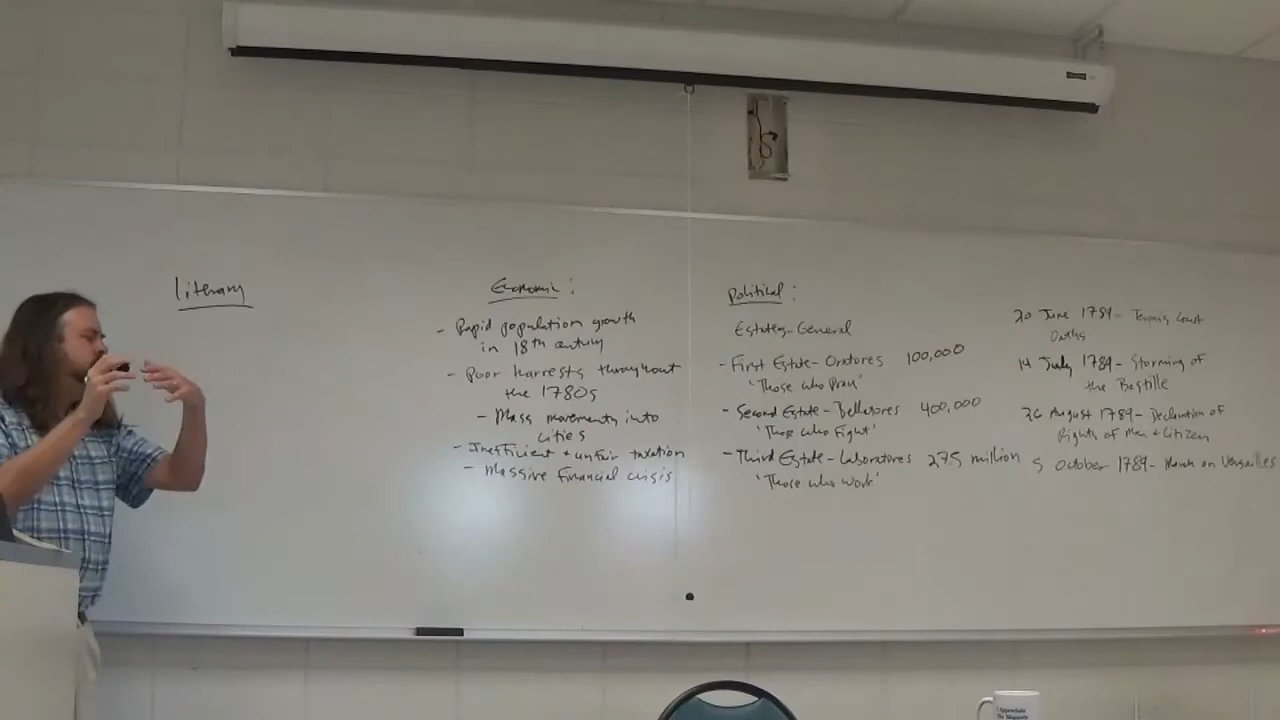 Literary
Economic:
- Rapid population growth
in 18th century
- Poor harvests throughout
the 1780s
- Mass movements into
cities
- Inefficient + unfair taxation
- Massive Financial crisis
Political:
Estates-General
- First Estate - Oratores 100,000
'Those who Pray'
- Second Estate - Bellatores 400,000
'Those who Fight'
- Third Estate - Laboratores 27.5 million
'Those who work'
20 June 1789 - Tennis Court
Oaths
14 July 1789 - Storming of
the Bastille
26 August 1789 - Declaration of
Rights of Man + Citizen
5 October 1789 - March on Versailles
I Appreciate